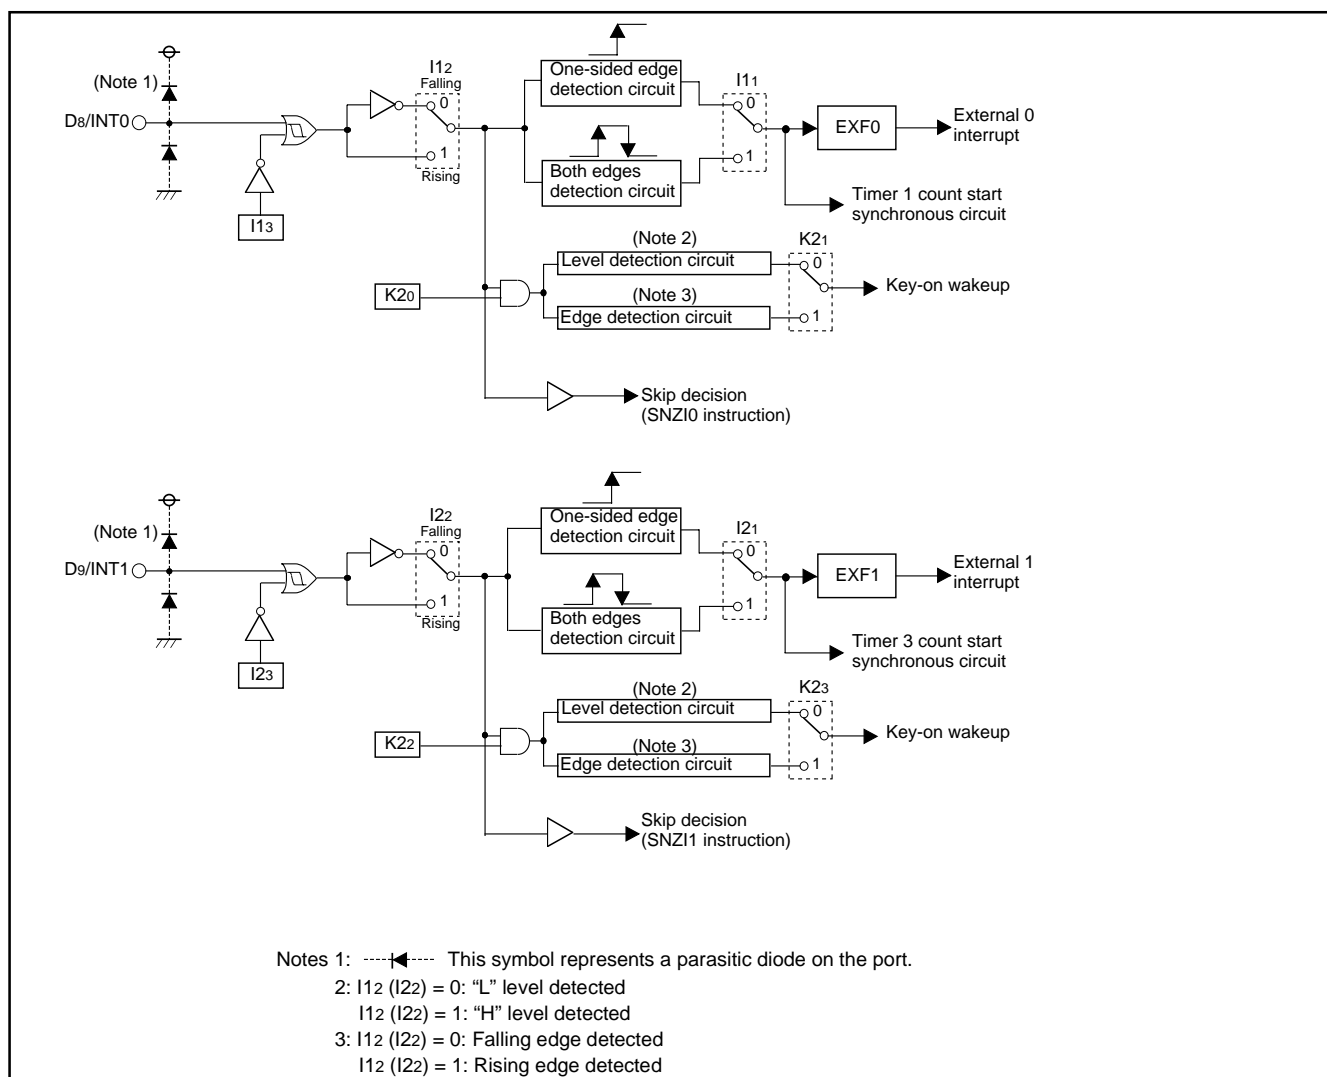 (Note 1)
D8/INT0
I13
I12
Falling
0
1
Rising
One-sided edge
detection circuit
Both edges
detection circuit
I11
0
1
EXF0
External 0
interrupt
Timer 1 count start
synchronous circuit
K20
(Note 2)
Level detection circuit
(Note 3)
Edge detection circuit
K21
0
1
Key-on wakeup
Skip decision
(SNZI0 instruction)
(Note 1)
D9/INT1
I23
I22
Falling
0
1
Rising
One-sided edge
detection circuit
Both edges
detection circuit
I21
0
1
EXF1
External 1
interrupt
Timer 3 count start
synchronous circuit
K22
(Note 2)
Level detection circuit
(Note 3)
Edge detection circuit
K23
0
1
Key-on wakeup
Skip decision
(SNZI1 instruction)
Notes 1: This symbol represents a parasitic diode on the port.
2: I12 (I22) = 0: “L” level detected
I12 (I22) = 1: “H” level detected
3: I12 (I22) = 0: Falling edge detected
I12 (I22) = 1: Rising edge detected